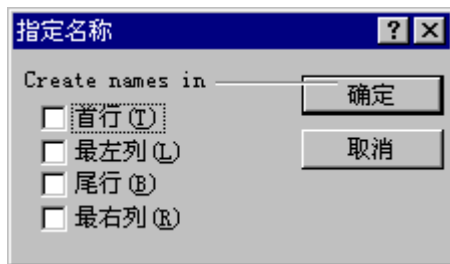 指定名称
Create names in
确定
首行(T)
最左列(L)
取消
尾行(B)
最右列(R)